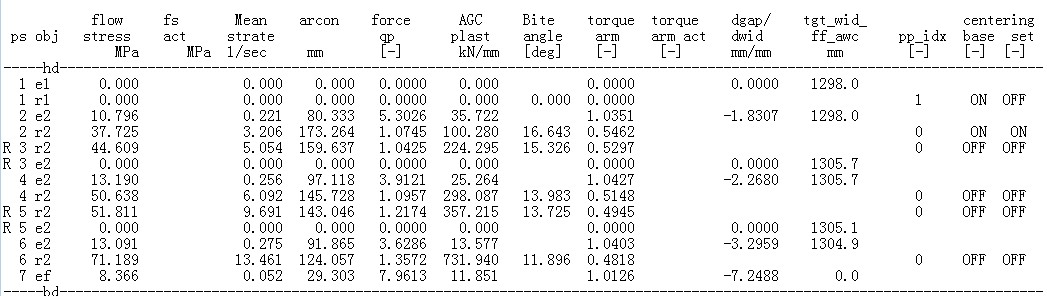 flow fs Mean arcon force AGC Bite torque torque dgap/ tgt_wid_ centering
ps obj stress act strate qp plast angle arm arm act dwid ff_awc pp_idx base set
MPa MPa 1/sec mm [-] kN/mm [deg] [-] [-] mm/mm mm [-] [-] [-]
-----hd-----
1 e1 0.000 0.000 0.000 0.0000 0.000 0.0000 0.0000 1298.0
1 r1 0.000 0.000 0.000 0.0000 0.000 0.000 0.0000 1 ON OFF
2 e2 10.796 0.221 80.333 5.3026 35.722 1.0351 -1.8307 1298.0
2 r2 37.725 3.206 173.264 1.0745 100.280 16.643 0.5462 0 ON ON
R 3 r2 44.609 5.054 159.637 1.0425 224.295 15.326 0.5297 0 OFF OFF
R 3 e2 0.000 0.000 0.000 0.0000 0.000 0.0000 0.0000 1305.7
4 e2 13.190 0.256 97.118 3.9121 25.264 1.0427 -2.2680 1305.7
4 r2 50.638 6.092 145.728 1.0957 298.087 13.983 0.5148 0 OFF OFF
R 5 r2 51.811 9.691 143.046 1.2174 357.215 13.725 0.4945 0 OFF OFF
R 5 e2 0.000 0.000 0.000 0.0000 0.000 0.0000 0.0000 1305.1
6 e2 13.091 0.275 91.865 3.6286 13.577 1.0403 -3.2959 1304.9
6 r2 71.189 13.461 124.057 1.3572 731.940 11.896 0.4818 0 OFF OFF
7 ef 8.366 0.052 29.303 7.9613 11.851 1.0126 -7.2488 0.0
-----bd-----